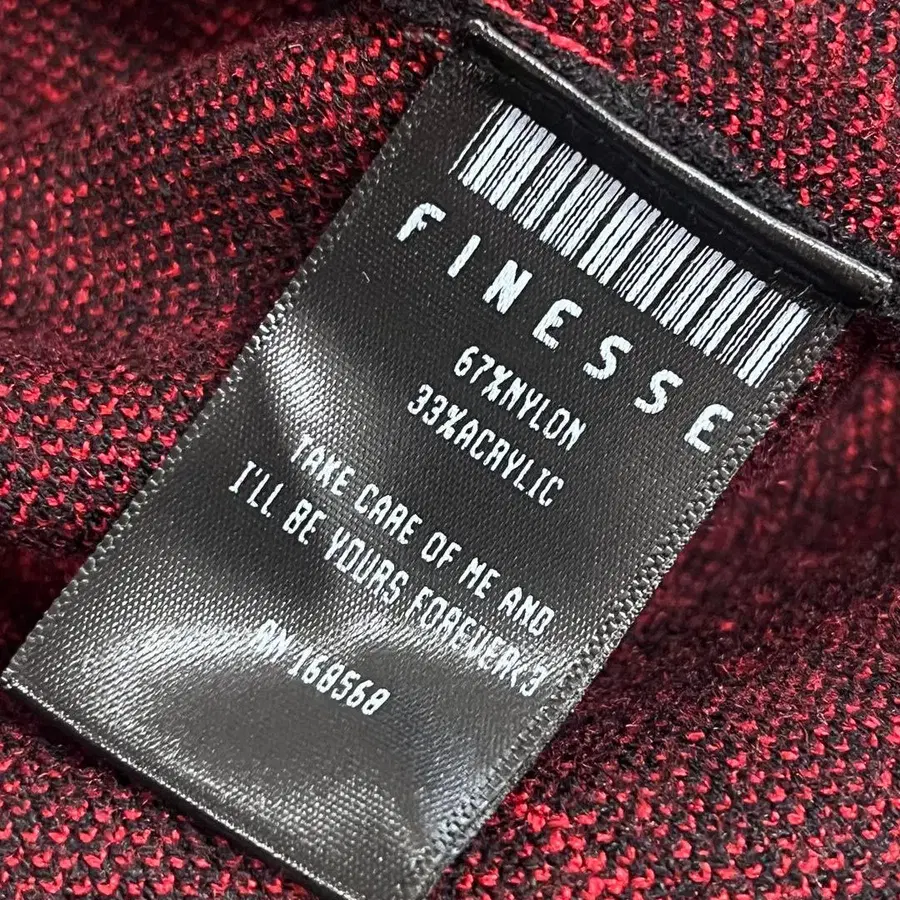 FINESSE
67%NYLON
33%ACRYLIC
TAKE CARE OF ME AND
I'LL BE YOURS FOREVER<3
RN 168568